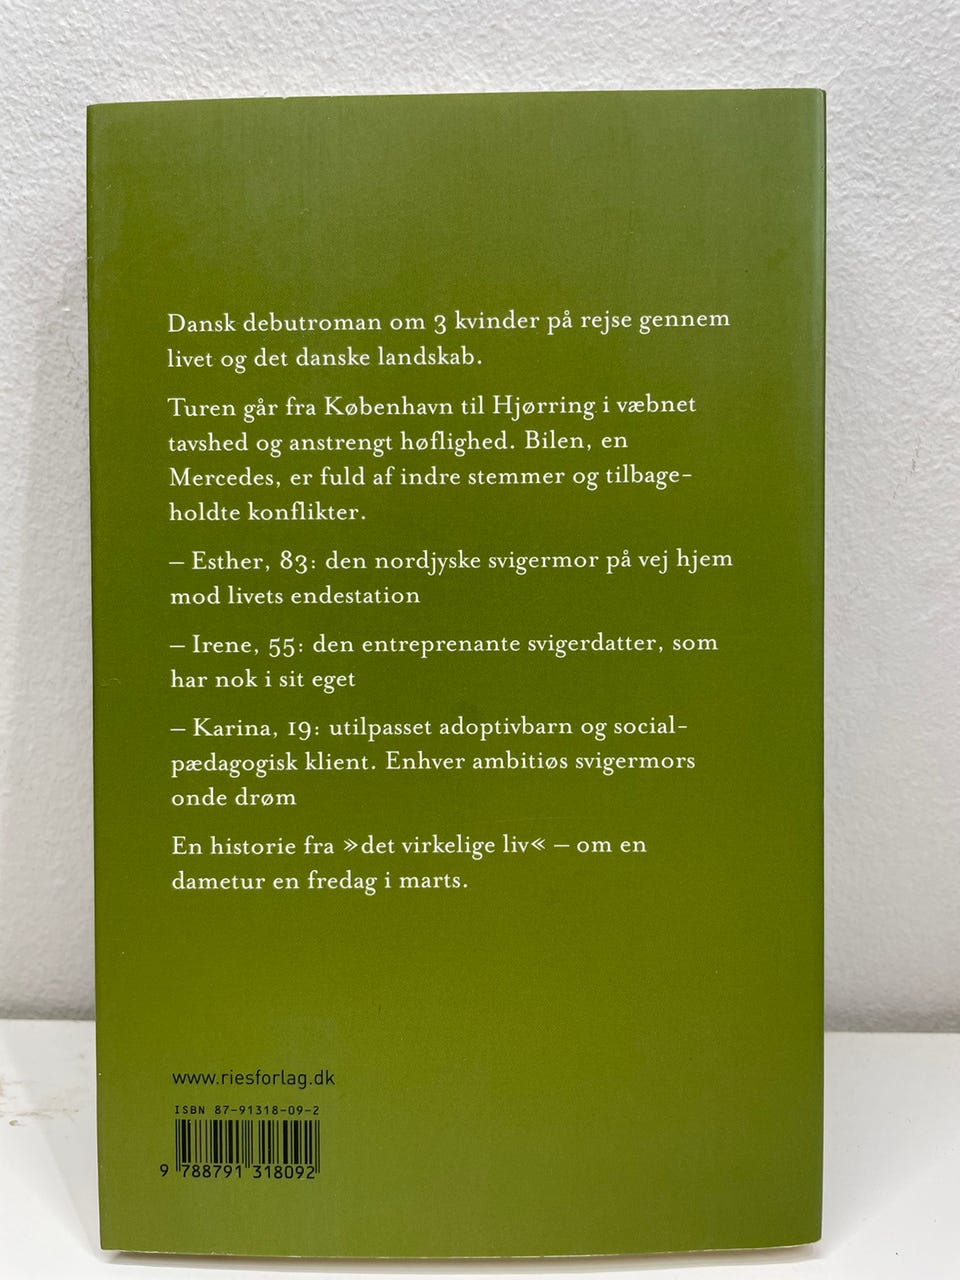 Dansk debutroman om 3 kvinder på rejse gennem
livet og det danske landskab.
Turen går fra København til Hjørring i væbnet
tavshed og anstrengt høflighed. Bilen, en
Mercedes, er fuld af indre stemmer og tilbage-
holdte konflikter.
– Esther, 83: den nordjyske svigermor på vej hjem
mod livets endestation
– Irene, 55: den entreprenante svigerdatter, som
har nok i sit eget
– Karina, 19: utilpasset adoptivbarn og social-
pædagogisk klient. Enhver ambitiøs svigermors
onde drøm
En historie fra »det virkelige liv« – om en
dametur en fredag i marts.
www.riesforlag.dk
ISBN 87-91318-09-2
9 788791 318092